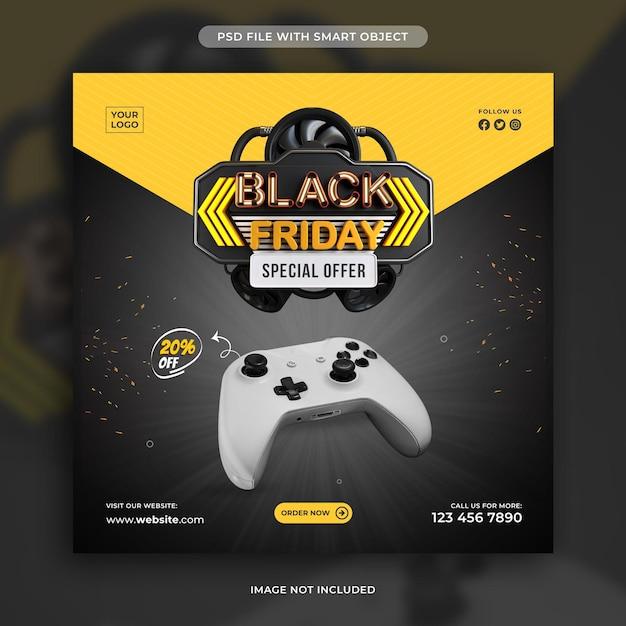 PSD FILE WITH SMART OBJECT
YOUR
LOGO
FOLLOW US
BLACK
FRIDAY
SPECIAL OFFER
20%
OFF
VISIT OUR WEBSITE:
www.website.com
ORDER NOW
CALL US FOR MORE:
123 456 7890
IMAGE NOT INCLUDED